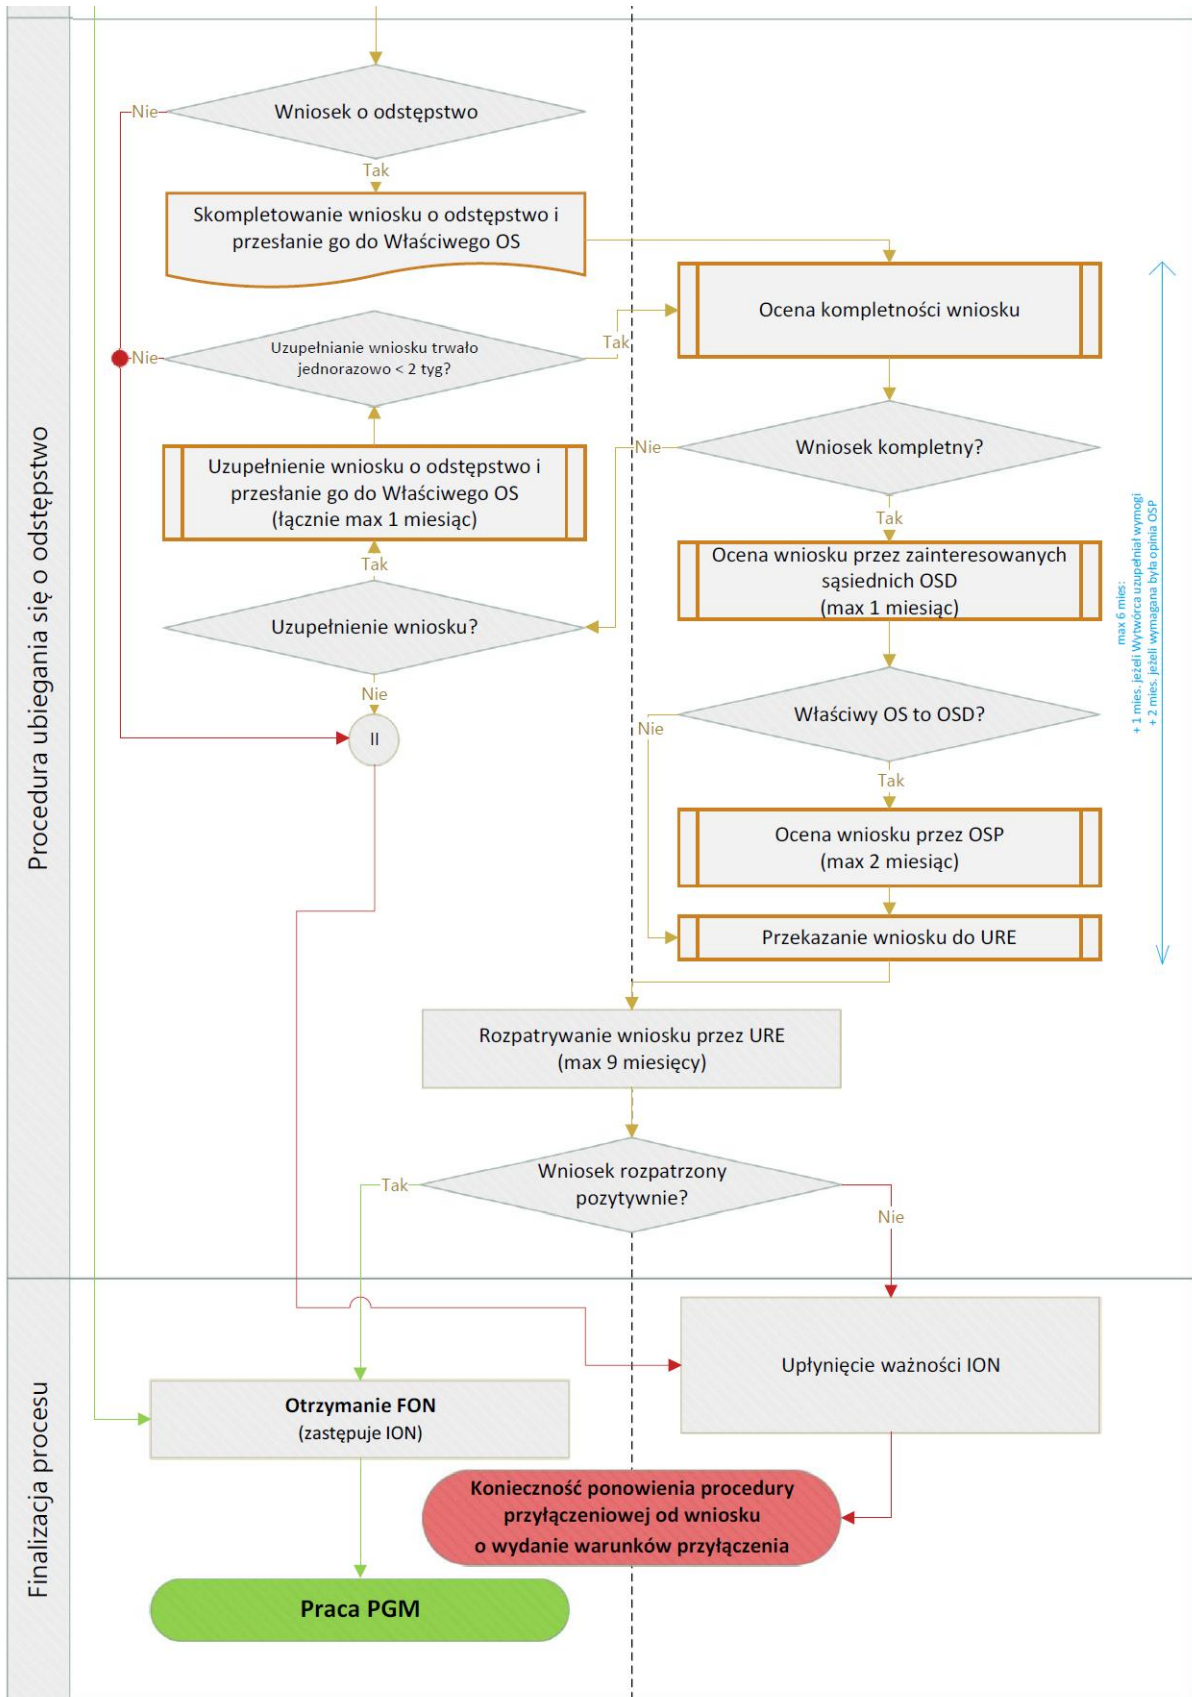 Procedura ubiegania się o odstępstwo
Wniosek o odstępstwo
Nie
Tak
Skompletowanie wniosku o odstępstwo i
przesłanie go do Właściwego OS
Ocena kompletności wniosku
Uzupełnianie wniosku trwało
jednorazowo < 2 tyg?
Tak
Nie
Wniosek kompletny?
Nie
Tak
Uzupełnienie wniosku o odstępstwo i
przesłanie go do Właściwego OS
(łącznie max 1 miesiąc)
Tak
Ocena wniosku przez zainteresowanych
sąsiednich OSD
(max 1 miesiąc)
Uzupełnienie wniosku?
Nie
II
Właściwy OS to OSD?
Nie
Tak
Ocena wniosku przez OSP
(max 2 miesiąc)
Przekazanie wniosku do URE
max 6 mies:
+ 1 mies. jeżeli Wytwórca uzupełniał wymogi
+ 2 mies. jeżeli wymagana była opinia OSP
Rozpatrywanie wniosku przez URE
(max 9 miesięcy)
Wniosek rozpatrzony
pozytywnie?
Tak
Nie
Finalizacja procesu
Upłynięcie ważności ION
Otrzymanie FON
(zastępuje ION)
Konieczność ponowienia procedury
przyłączeniowej od wniosku
o wydanie warunków przyłączenia
Praca PGM